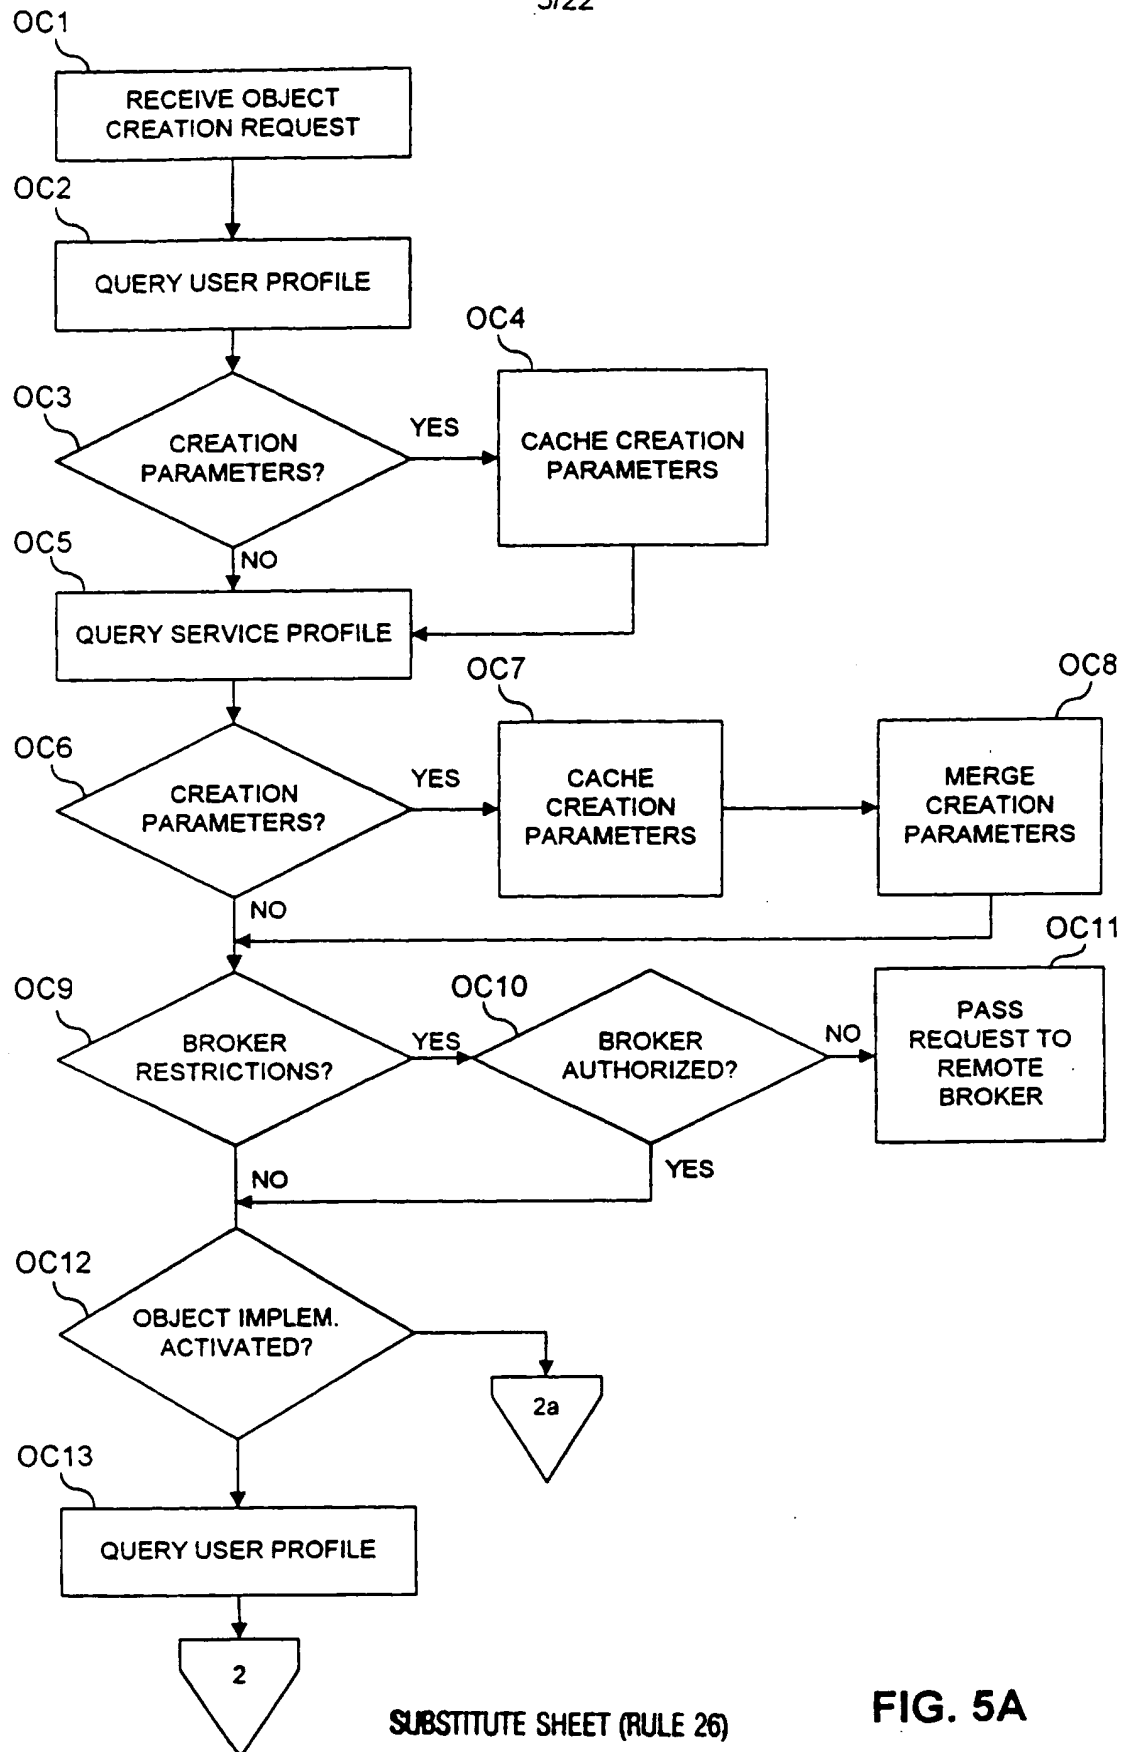 5/22
OC1
RECEIVE OBJECT
CREATION REQUEST
OC2
QUERY USER PROFILE
OC3
CREATION
PARAMETERS?
YES
OC4
CACHE CREATION
PARAMETERS
NO
OC5
QUERY SERVICE PROFILE
OC6
CREATION
PARAMETERS?
YES
OC7
CACHE
CREATION
PARAMETERS
OC8
MERGE
CREATION
PARAMETERS
NO
OC9
BROKER
RESTRICTIONS?
YES
OC10
BROKER
AUTHORIZED?
NO
OC11
PASS
REQUEST TO
REMOTE
BROKER
NO
YES
OC12
OBJECT IMPLEM.
ACTIVATED?
2a
OC13
QUERY USER PROFILE
2
SUBSTITUTE SHEET (RULE 26)
FIG. 5A